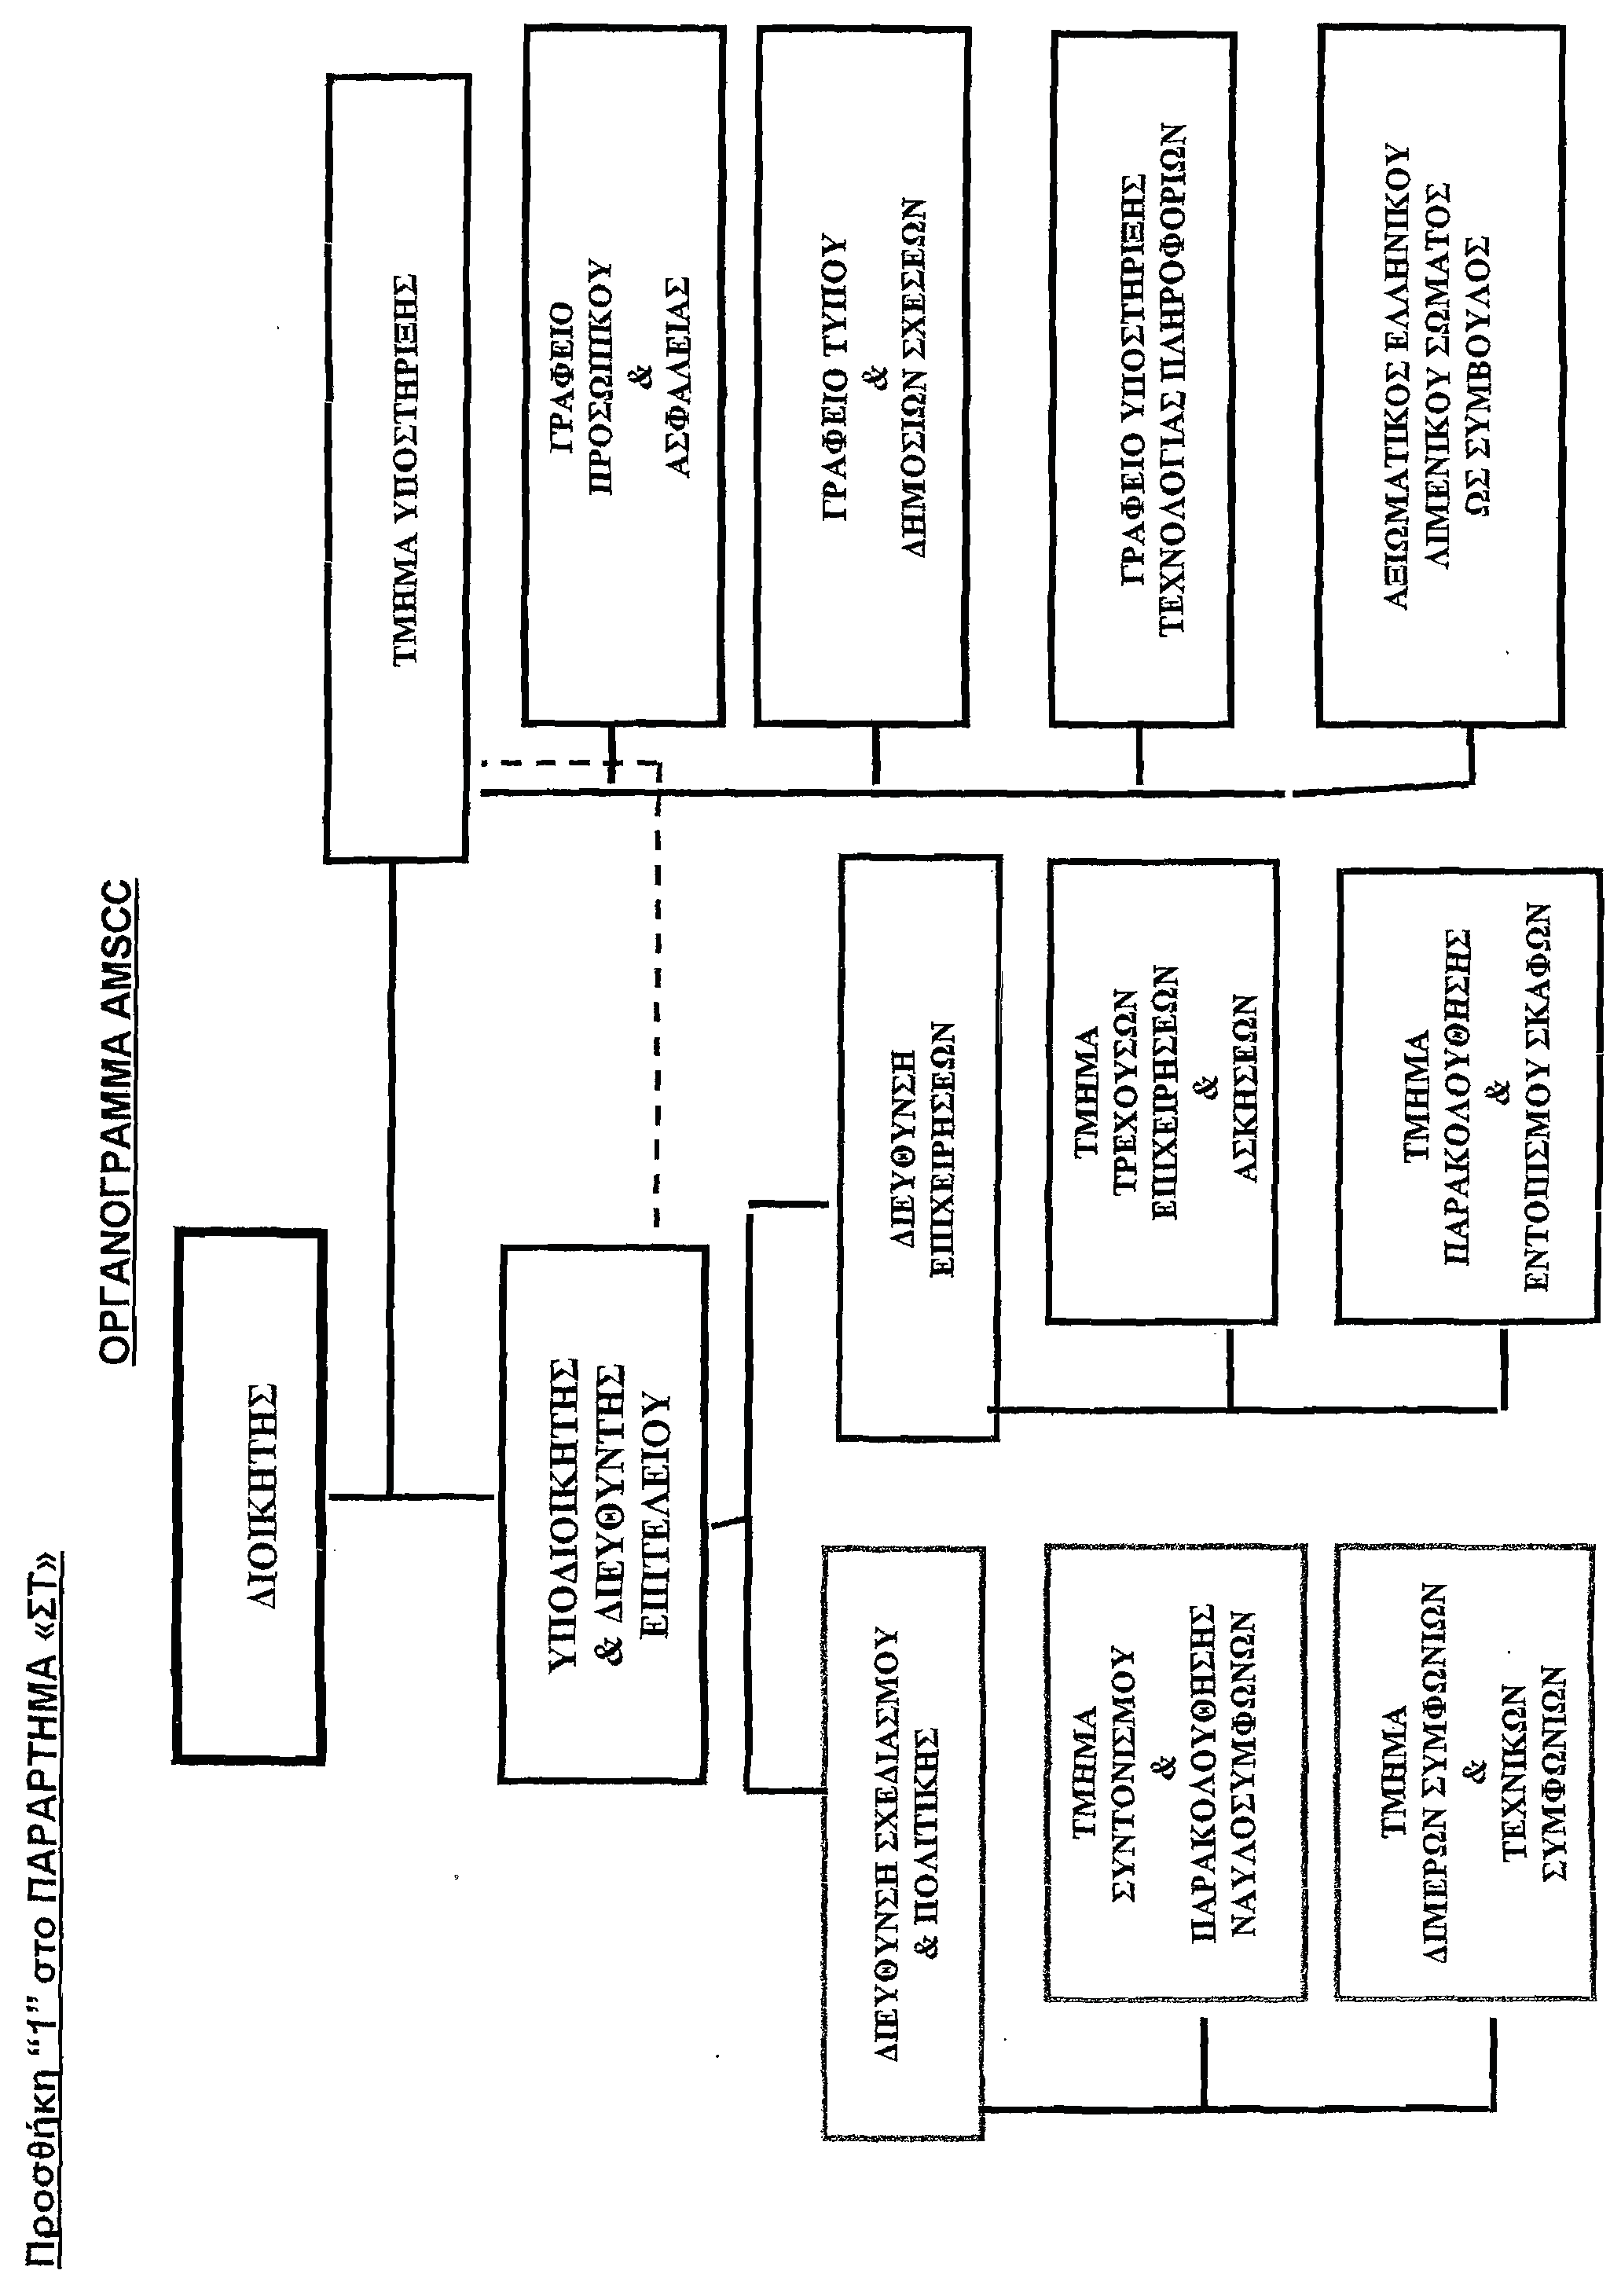 Προσθήκη “1” στο ΠΑΡΑΡΤΗΜΑ «ΣΤ»
ΟΡΓΑΝΟΓΡΑΜΜΑ AMSCC
ΔΙΟΙΚΗΤΗΣ
ΤΜΗΜΑ ΥΠΟΣΤΗΡΙΞΗΣ
ΥΠΟΔΙΟΙΚΗΤΗΣ
& ΔΙΕΥΘΥΝΤΗΣ
ΕΠΙΤΕΛΕΙΟΥ
ΓΡΑΦΕΙΟ
ΠΡΟΣΩΠΙΚΟΥ
&
ΑΣΦΑΛΕΙΑΣ
ΓΡΑΦΕΙΟ ΤΥΠΟΥ
&
ΔΗΜΟΣΙΩΝ ΣΧΕΣΕΩΝ
ΓΡΑΦΕΙΟ ΥΠΟΣΤΗΡΙΞΗΣ
ΤΕΧΝΟΛΟΓΙΑΣ ΠΛΗΡΟΦΟΡΙΩΝ
ΑΞΙΩΜΑΤΙΚΟΣ ΕΛΛΗΝΙΚΟΥ
ΛΙΜΕΝΙΚΟΥ ΣΩΜΑΤΟΣ
ΩΣ ΣΥΜΒΟΥΛΟΣ
ΔΙΕΥΘΥΝΣΗ ΣΧΕΔΙΑΣΜΟΥ
& ΠΟΛΙΤΙΚΗΣ
ΤΜΗΜΑ
ΣΥΝΤΟΝΙΣΜΟΥ
&
ΠΑΡΑΚΟΛΟΥΘΗΣΗΣ
ΝΑΥΛΟΣΥΜΦΩΝΩΝ
ΤΜΗΜΑ
ΔΙΜΕΡΩΝ ΣΥΜΦΩΝΙΩΝ
&
ΤΕΧΝΙΚΩΝ
ΣΥΜΦΩΝΙΩΝ
ΔΙΕΥΘΥΝΣΗ
ΕΠΙΧΕΙΡΗΣΕΩΝ
ΤΜΗΜΑ
ΤΡΕΧΟΥΣΩΝ
ΕΠΙΧΕΙΡΗΣΕΩΝ
&
ΑΣΚΗΣΕΩΝ
ΤΜΗΜΑ
ΠΑΡΑΚΟΛΟΥΘΗΣΗΣ
&
ΕΝΤΟΠΙΣΜΟΥ ΣΚΑΦΩΝ